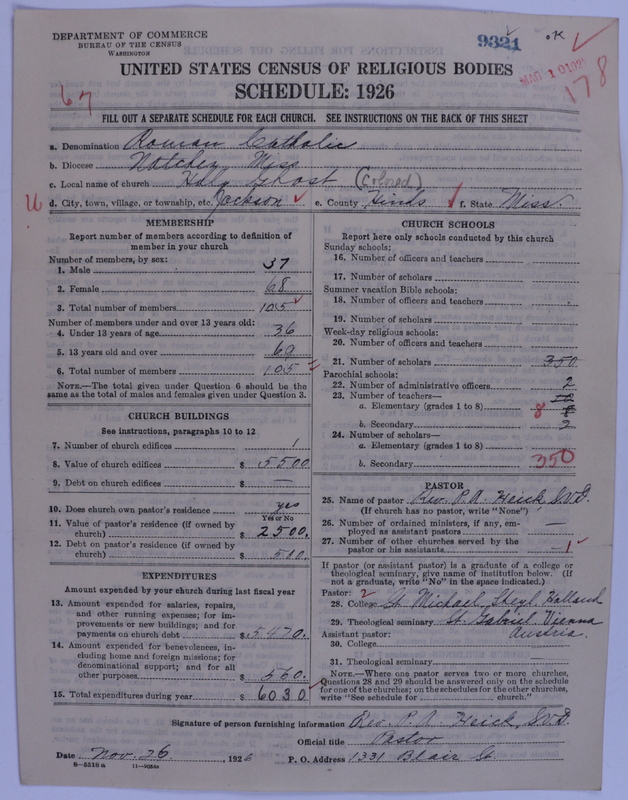 DEPARTMENT OF COMMERCE
BUREAU OF THE CENSUS
WASHINGTON
9321
OK
178
67
UNITED STATES CENSUS OF RELIGIOUS BODIES
SCHEDULE: 1926
FILL OUT A SEPARATE SCHEDULE FOR EACH CHURCH. SEE INSTRUCTIONS ON THE BACK OF THIS SHEET
a. Denomination Roman Catholic
b. Diocese Natchez Miss
c. Local name of church Holy Ghost (Colored)
d. City, town, village, or township, etc. Jackson e. County Hinds f. State Miss.
MEMBERSHIP
Report number of members according to definition of
member in your church
Number of members, by sex:
1. Male 37
2. Female 68
3. Total number of members 105
Number of members under and over 13 years old:
4. Under 13 years of age 36
5. 13 years old and over 69
6. Total number of members 105
NOTE.—The total given under Question 6 should be
same as the total of males and females given under Question 3.
CHURCH BUILDINGS
See instructions, paragraphs 10 to 12
7. Number of church edifices 1
8. Value of church edifices $ 5500
9. Debt on church edifices $ —
10. Does church own pastor's residence yes
Yes or No
11. Value of pastor's residence (if owned by
church) $ 2500.
12. Debt on pastor's residence (if owned by
church) $ 500.
EXPENDITURES
Amount expended by your church during last fiscal year
13. Amount expended for salaries, repairs,
and other running expenses; for im-
provements or new buildings; and for
payments on church debt $ 5470.
14. Amount expended for benevolences, in-
cluding home and foreign missions; for
denominational support; and for all
other purposes $ 560.
15. Total expenditures during year $ 6030
CHURCH SCHOOLS
Report here only schools conducted by this church
Sunday schools:
16. Number of officers and teachers
17. Number of scholars
Summer vacation Bible schools:
18. Number of officers and teachers
19. Number of scholars
Week-day religious schools:
20. Number of officers and teachers
21. Number of scholars 350
Parochial schools:
22. Number of administrative officers 2
23. Number of teachers—
a. Elementary (grades 1 to 8) 8
b. Secondary 2
24. Number of scholars—
a. Elementary (grades 1 to 8)
b. Secondary 350
PASTOR
25. Name of pastor Rev. P. A. Heick, S.V.D.
(If church has no pastor, write "None")
26. Number of ordained ministers, if any, em-
ployed as assistant pastors —
27. Number of other churches served by the
pastor or his assistants — 1
If pastor (or assistant pastor) is a graduate of a college or
theological seminary, give name of institution below. (If
not a graduate, write "No" in the space indicated.)
Pastor: 2
28. College St. Michael Steyl Holland
29. Theological seminary St. Gabriel Vienna
Austria.
Assistant pastor:
30. College
31. Theological seminary
NOTE.—Where one pastor serves two or more churches,
Questions 28 and 29 should be answered only on the schedule
for one of the churches; on the schedules for the other churches,
write "See schedule for church."
Signature of person furnishing information Rev. P. A. Heick, S.V.D.
Official title Pastor
Date Nov. 26, 1926 P. O. Address 1331 Blair St.
8—5518a 11—9034a